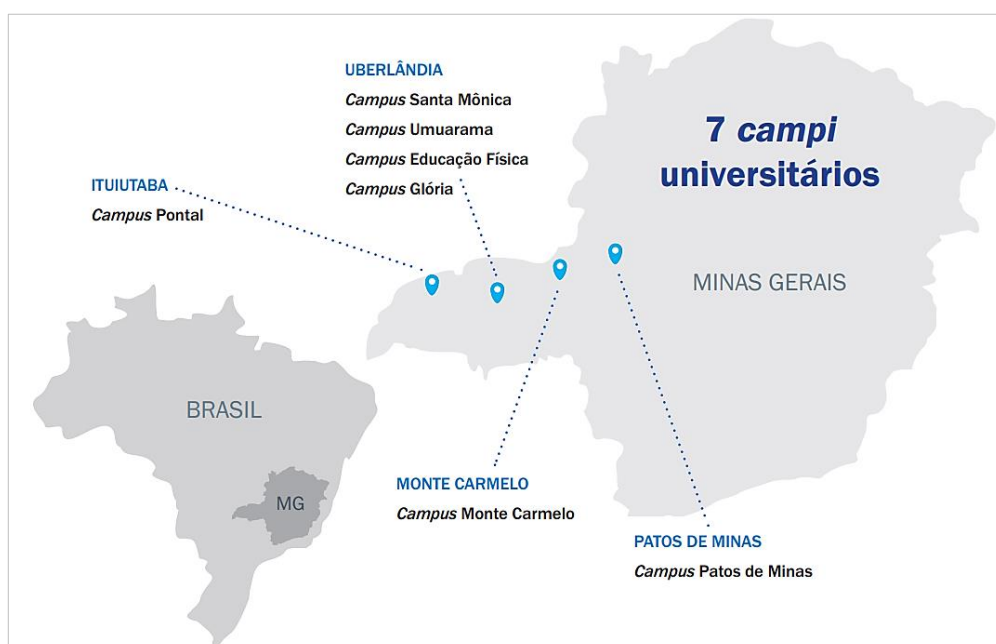 UBERLÂNDIA
Campus Santa Mônica
Campus Umuarama
Campus Educação Física
Campus Glória
7 campi
universitários
ITUIUTABA
Campus Pontal
MINAS GERAIS
BRASIL
MG
MONTE CARMELO
Campus Monte Carmelo
PATOS DE MINAS
Campus Patos de Minas